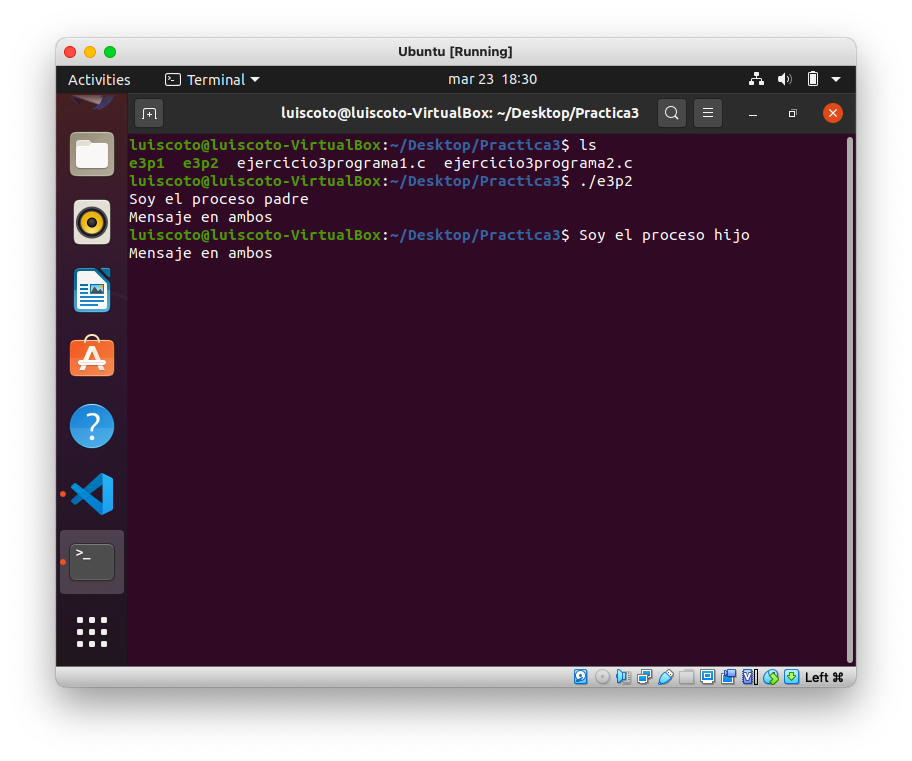 Ubuntu [Running]
Activities
Terminal
mar 23 18:30
luiscoto@luiscoto-VirtualBox: ~/Desktop/Practica3
luiscoto@luiscoto-VirtualBox:~/Desktop/Practica3$ ls
e3p1  e3p2  ejercicio3programa1.c  ejercicio3programa2.c
luiscoto@luiscoto-VirtualBox:~/Desktop/Practica3$ ./e3p2
Soy el proceso padre
Mensaje en ambos
luiscoto@luiscoto-VirtualBox:~/Desktop/Practica3$ Soy el proceso hijo
Mensaje en ambos
Left ⌘